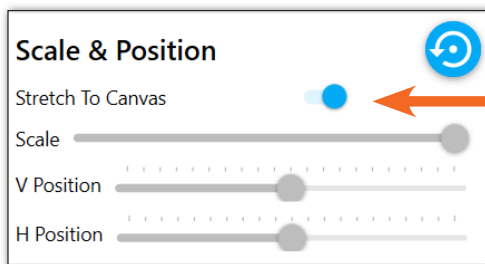 Scale & Position
Stretch To Canvas
Scale
V Position
H Position